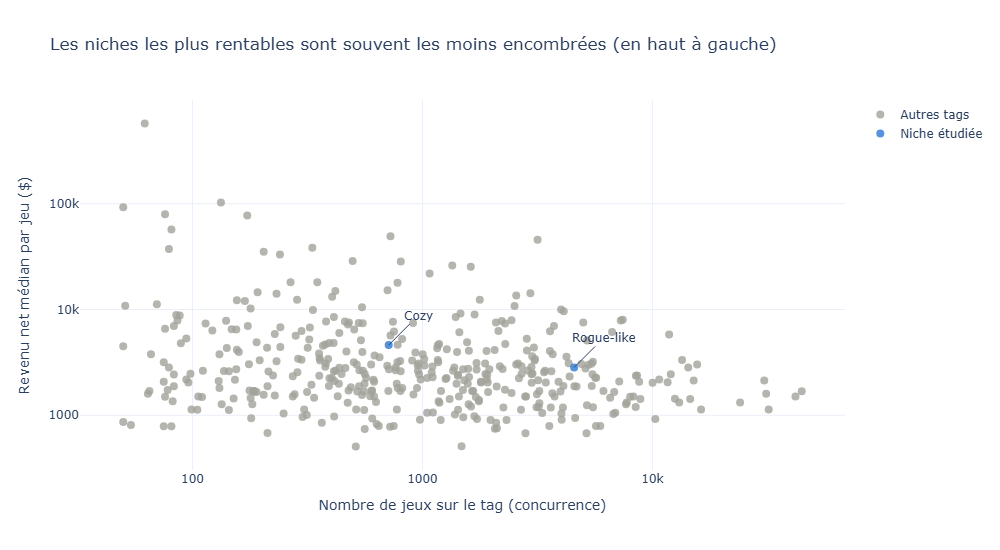 Les niches les plus rentables sont souvent les moins encombrées (en haut à gauche)
Autres tags
Niche étudiée
Revenu net médian par jeu ($)
100k
10k
1000
Cozy
Rogue-like
100
1000
10k
Nombre de jeux sur le tag (concurrence)